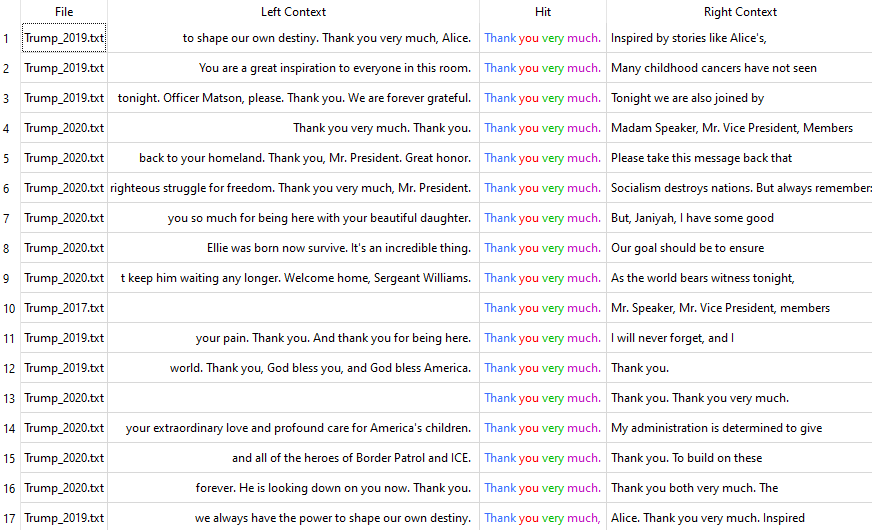 File Left Context Hit Right Context
1 Trump_2019.txt to shape our own destiny. Thank you very much, Alice. Thank you very much. Inspired by stories like Alice's,
2 Trump_2019.txt You are a great inspiration to everyone in this room. Thank you very much. Many childhood cancers have not seen
3 Trump_2019.txt tonight. Officer Matson, please. Thank you. We are forever grateful. Thank you very much. Tonight we are also joined by
4 Trump_2020.txt Thank you very much. Thank you. Thank you very much. Madam Speaker, Mr. Vice President, Members
5 Trump_2020.txt back to your homeland. Thank you, Mr. President. Great honor. Thank you very much. Please take this message back that
6 Trump_2020.txt righteous struggle for freedom. Thank you very much, Mr. President. Thank you very much. Socialism destroys nations. But always remember:
7 Trump_2020.txt you so much for being here with your beautiful daughter. Thank you very much. But, Janiyah, I have some good
8 Trump_2020.txt Ellie was born now survive. It's an incredible thing. Thank you very much. Our goal should be to ensure
9 Trump_2020.txt t keep him waiting any longer. Welcome home, Sergeant Williams. Thank you very much. As the world bears witness tonight,
10 Trump_2017.txt Thank you very much. Mr. Speaker, Mr. Vice President, members
11 Trump_2019.txt your pain. Thank you. And thank you for being here. Thank you very much. I will never forget, and I
12 Trump_2019.txt world. Thank you, God bless you, and God bless America. Thank you very much. Thank you.
13 Trump_2020.txt Thank you very much. Thank you. Thank you very much.
14 Trump_2020.txt your extraordinary love and profound care for America's children. Thank you very much. My administration is determined to give
15 Trump_2020.txt and all of the heroes of Border Patrol and ICE. Thank you very much. Thank you. To build on these
16 Trump_2020.txt forever. He is looking down on you now. Thank you. Thank you very much. Thank you both very much. The
17 Trump_2019.txt we always have the power to shape our own destiny. Thank you very much, Alice. Thank you very much. Inspired